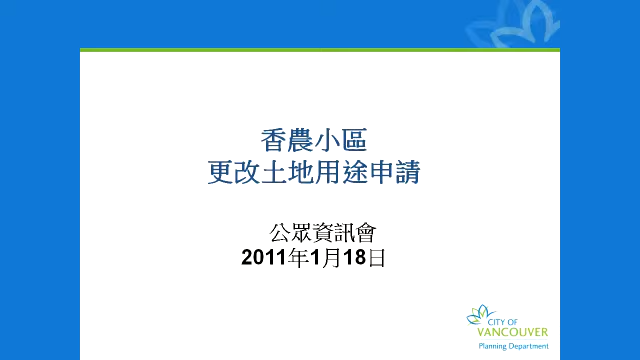 香農小區
更改土地用途申請
公眾資訊會
2011年1月18日
CITY OF
VANCOUVER
Planning Department